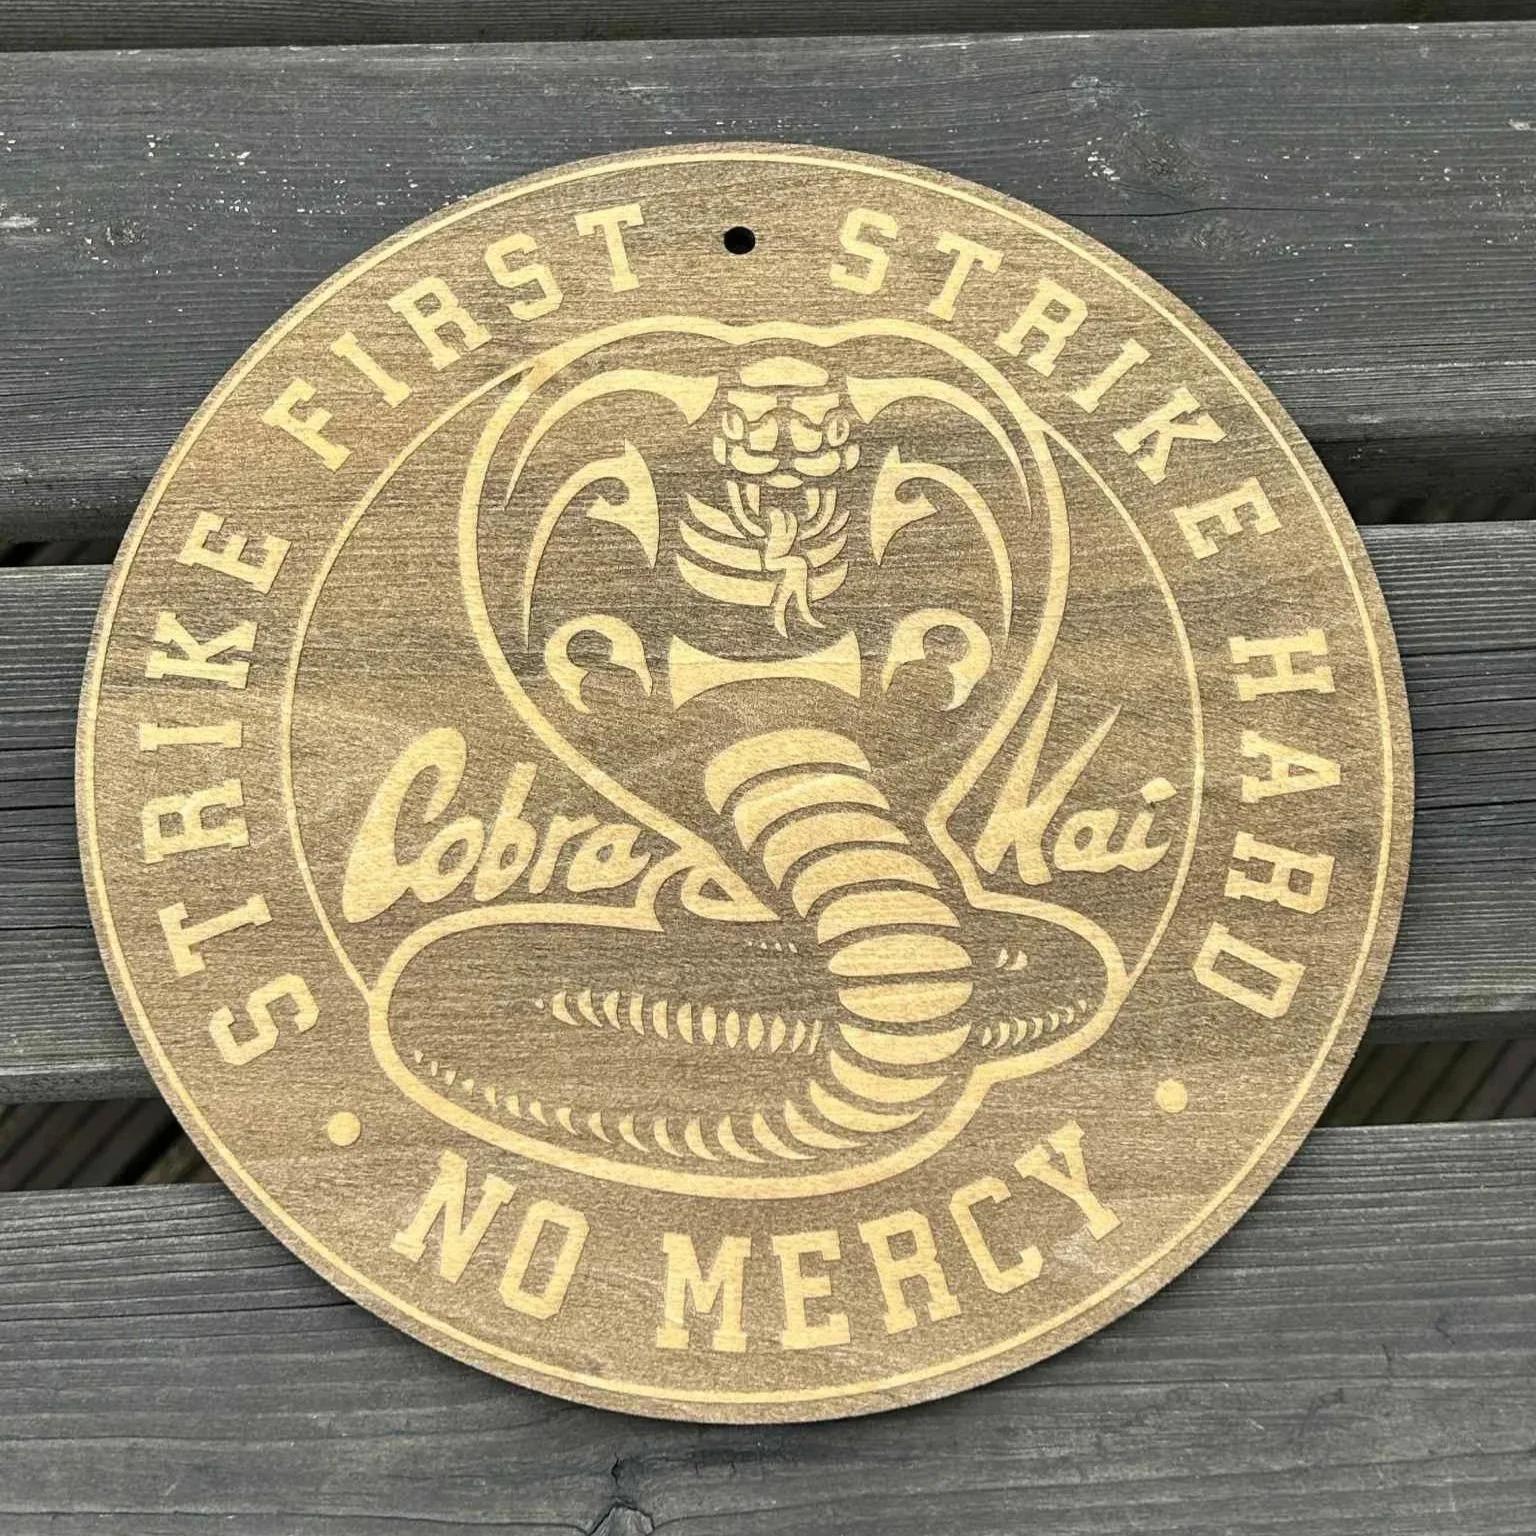 STRIKE FIRST STRIKE HARD
Cobra Kai
NO MERCY